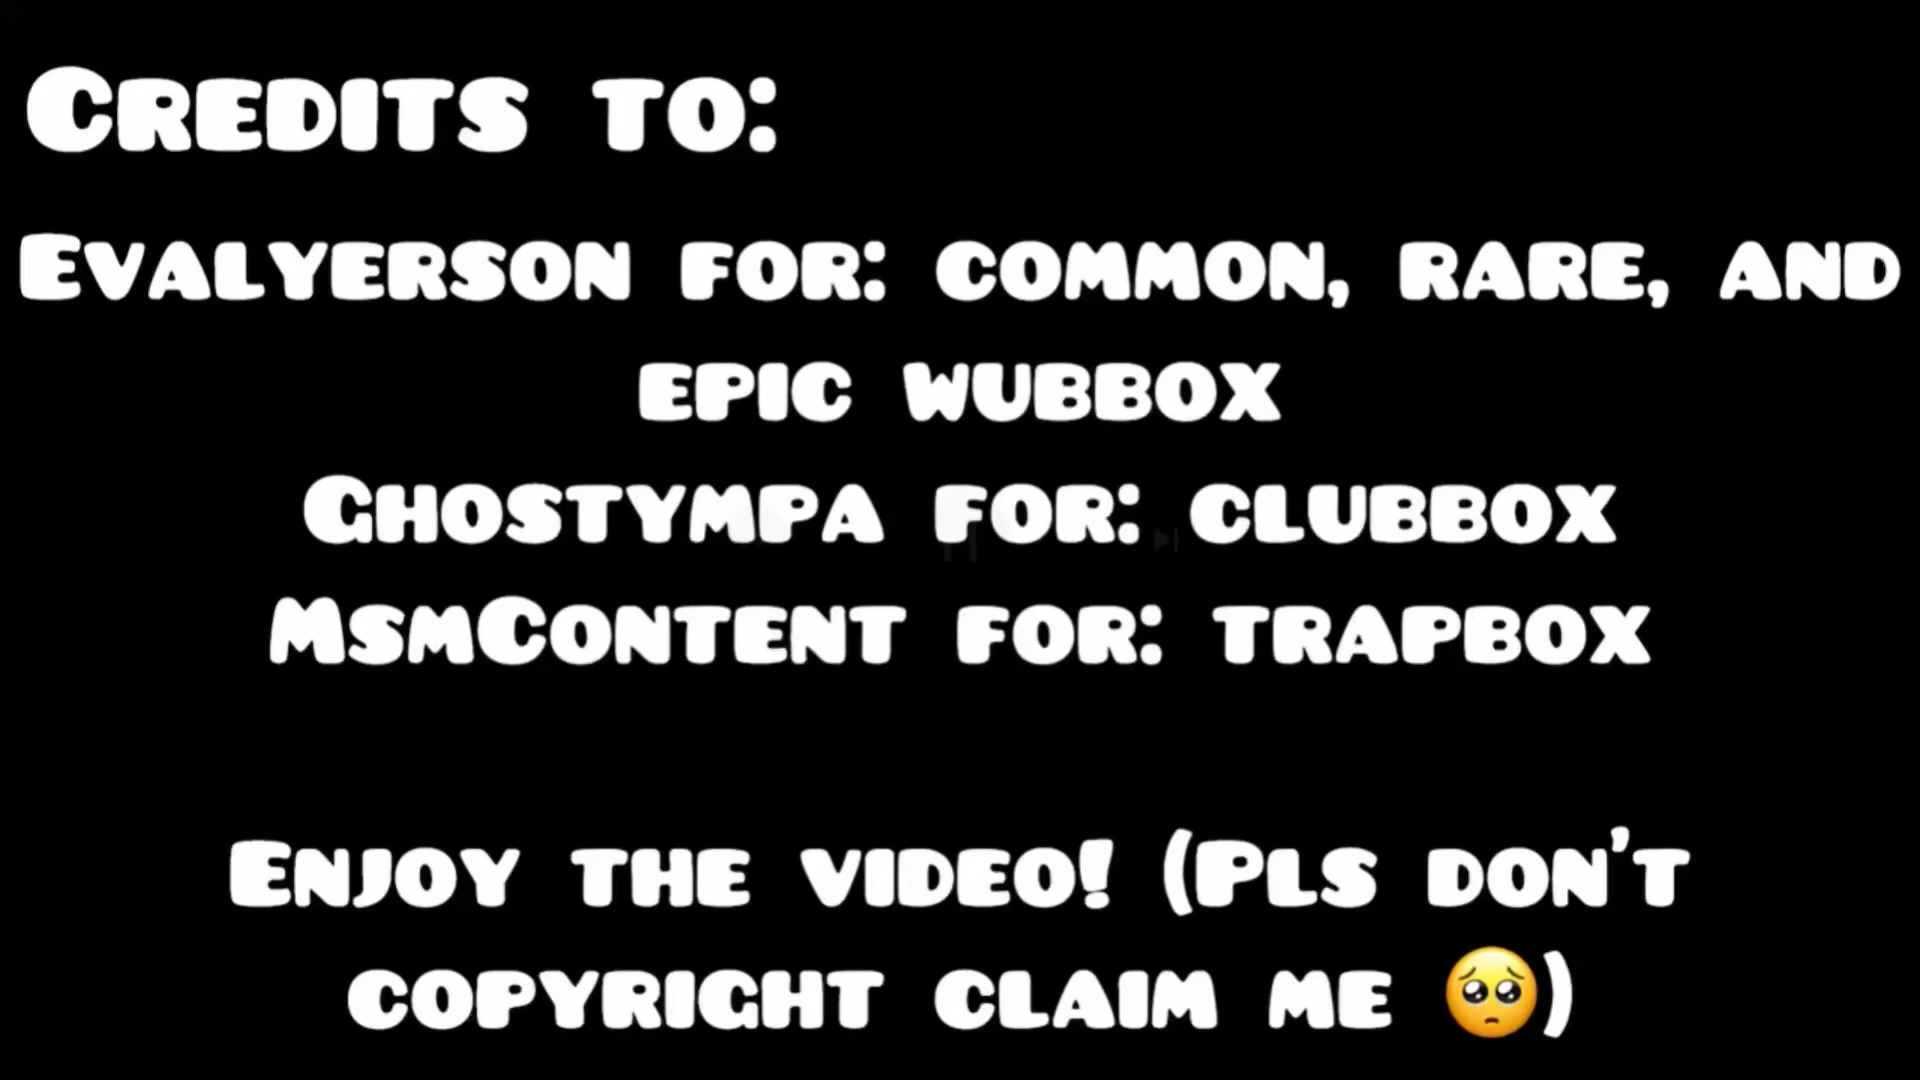 Credits to:
Evalyerson for: common, rare, and
epic wubbox
Ghostympa for: clubbox
MsmContent for: trapbox
Enjoy the video! (Pls don't
copyright claim me 🥺)